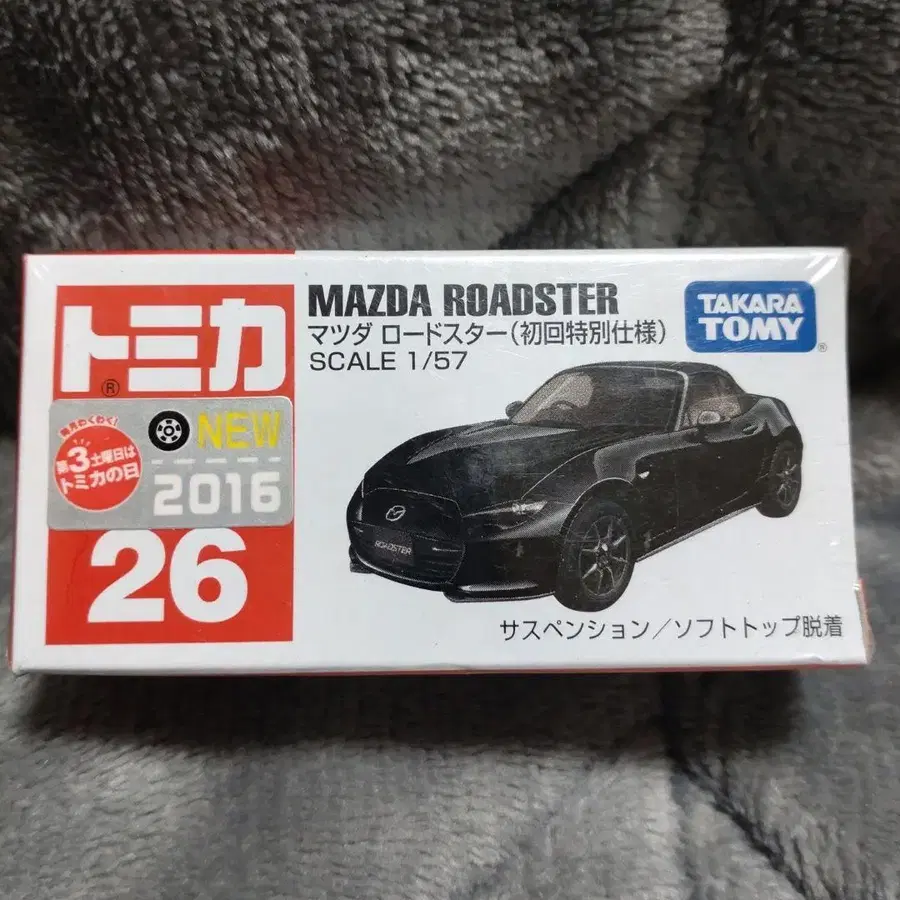 トミカ
®
毎月わくわく!
第3土曜日は
トミカの日
NEW
2016
26
MAZDA ROADSTER
マツダ ロードスター(初回特別仕様)
SCALE 1/57
TAKARA
TOMY
®
ROADSTER
サスペンション/ソフトトップ脱着